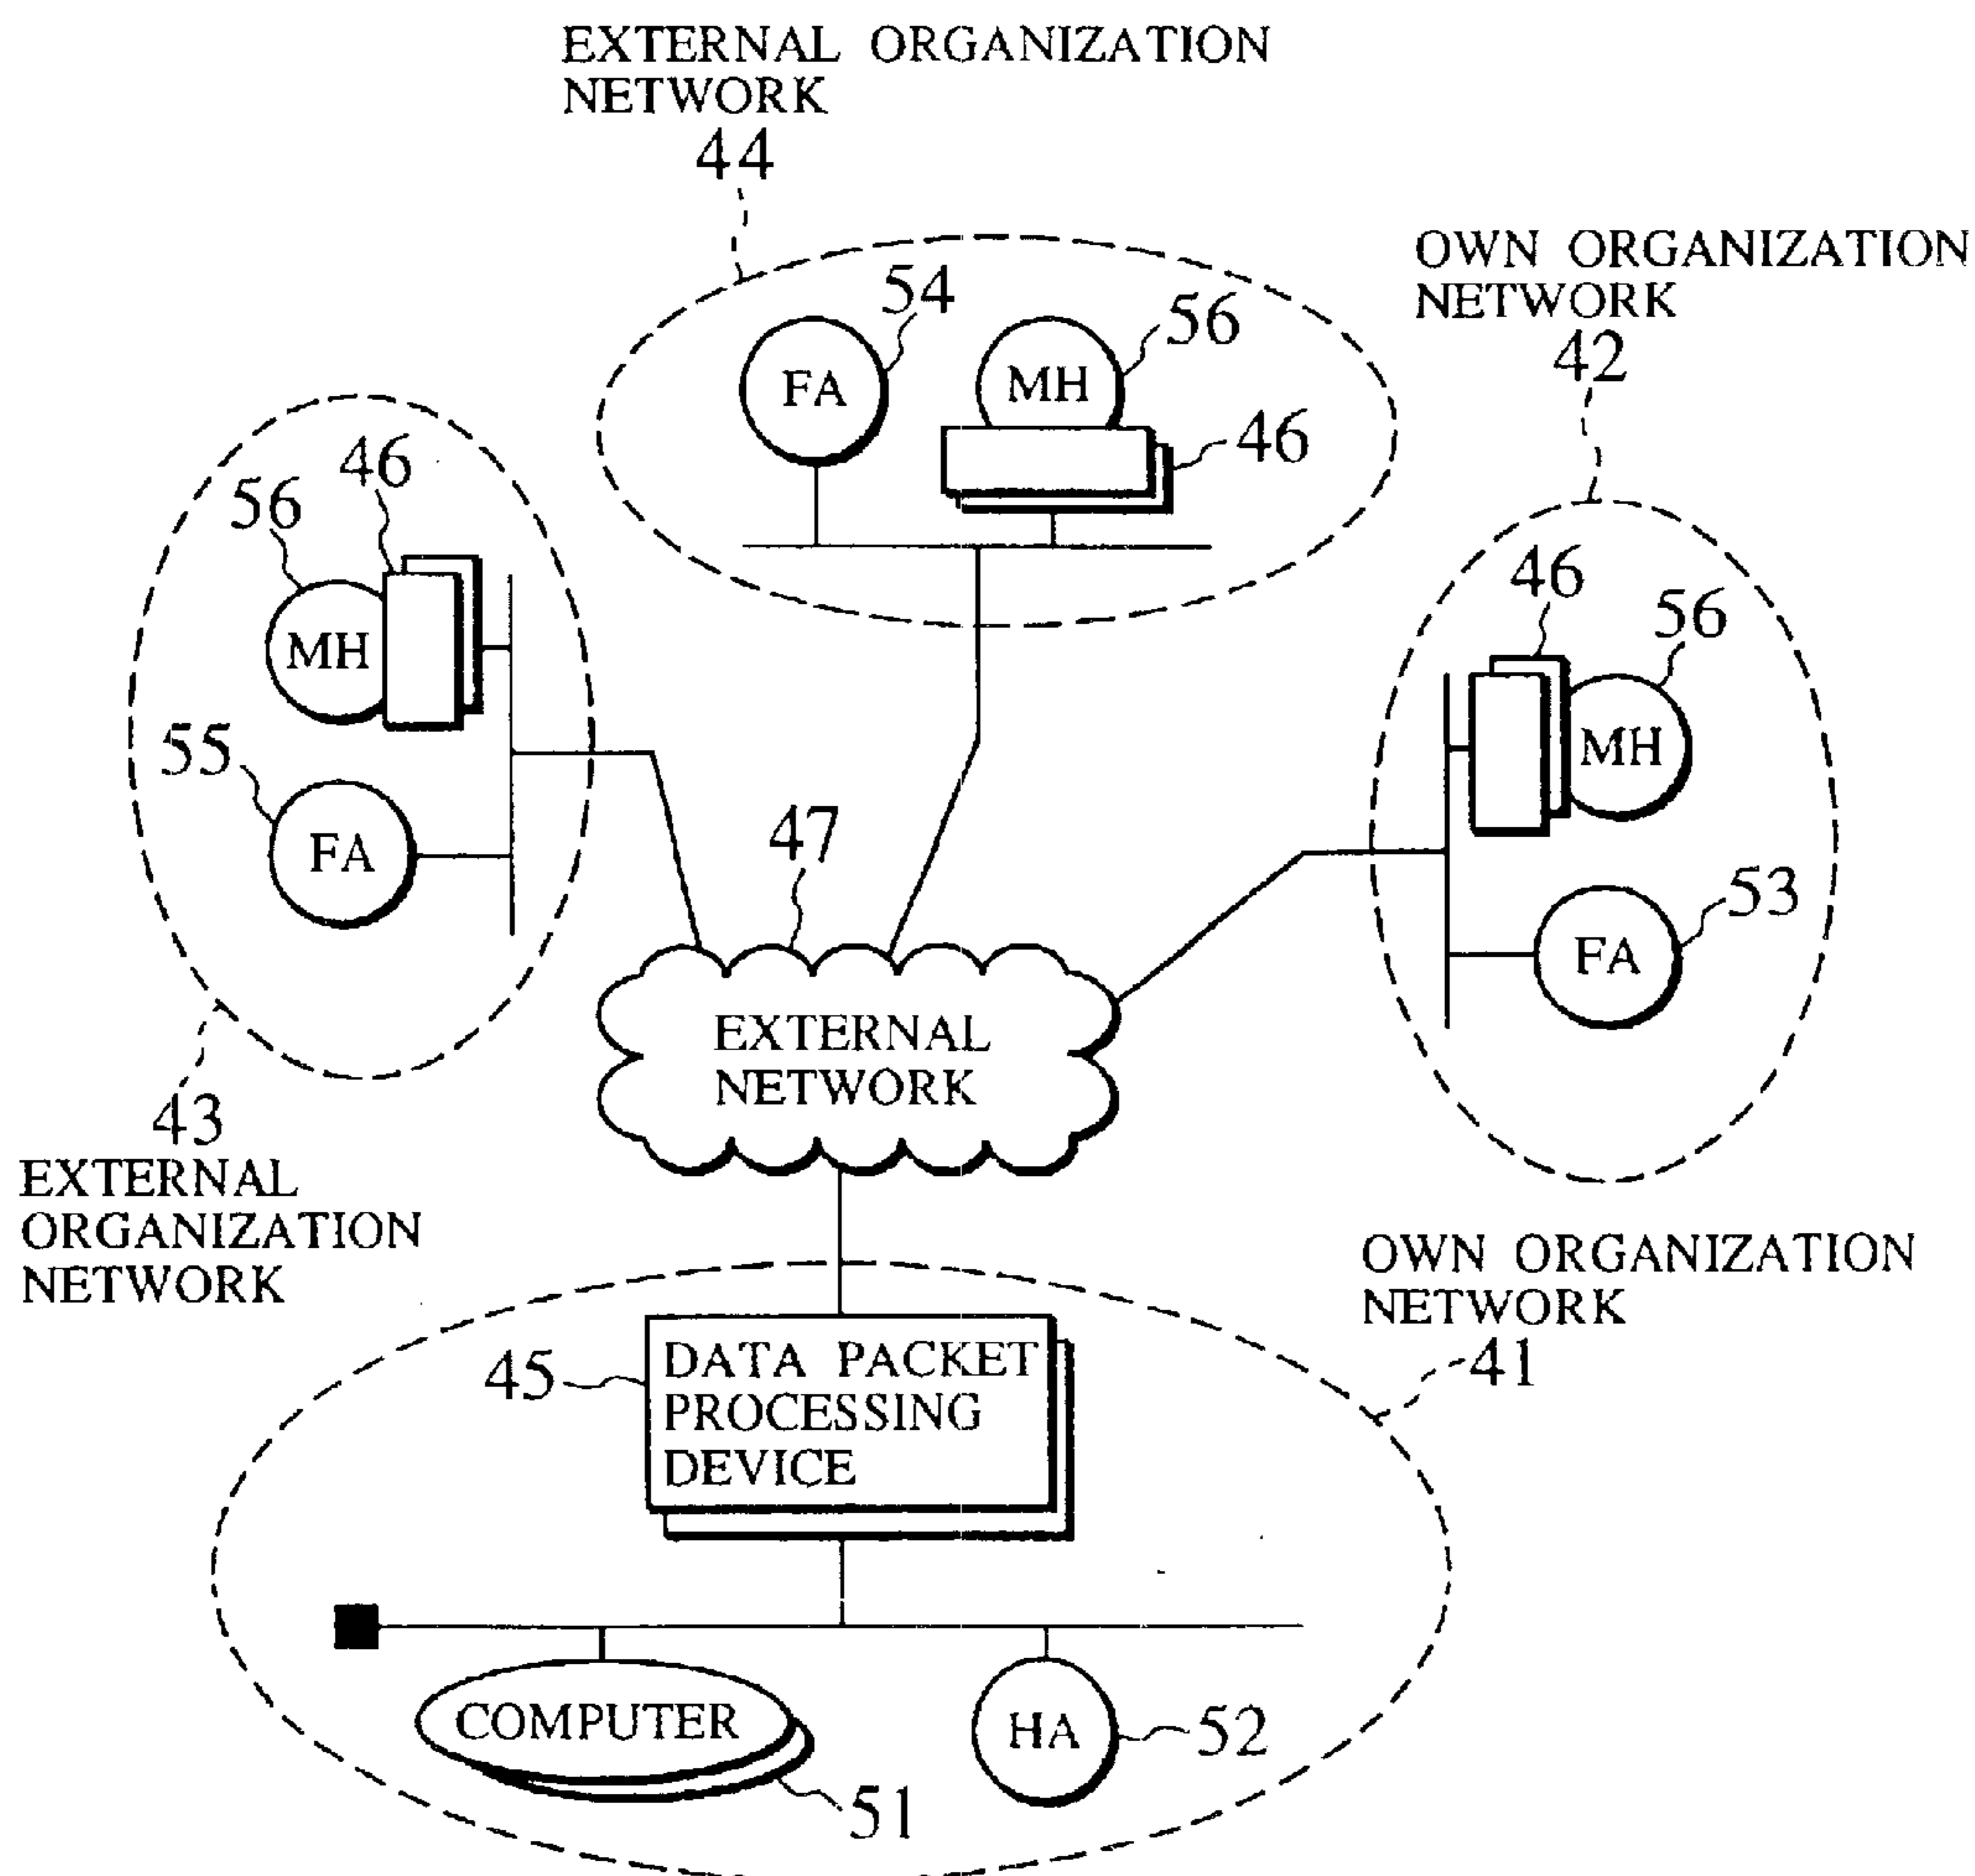 EXTERNAL ORGANIZATION
NETWORK
44
OWN ORGANIZATION
NETWORK
42
54
FA
56
MH
46
46
56
MH
55
FA
46
56
MH
53
FA
47
EXTERNAL
NETWORK
43
EXTERNAL
ORGANIZATION
NETWORK
OWN ORGANIZATION
NETWORK
41
45
DATA PACKET
PROCESSING
DEVICE
COMPUTER
51
HA
52